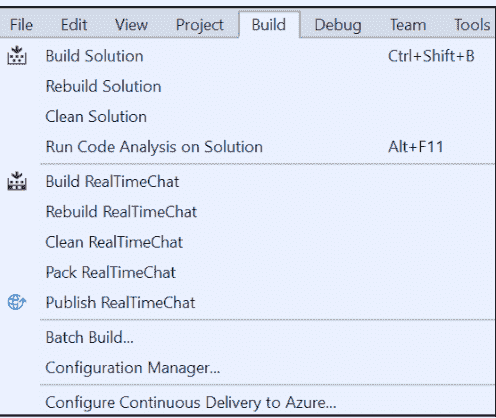 File Edit View Project Build Debug Team Tools
Build Solution Ctrl+Shift+B
Rebuild Solution
Clean Solution
Run Code Analysis on Solution Alt+F11
Build RealTimeChat
Rebuild RealTimeChat
Clean RealTimeChat
Pack RealTimeChat
Publish RealTimeChat
Batch Build...
Configuration Manager...
Configure Continuous Delivery to Azure...